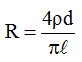 R = 4ρd / πℓ